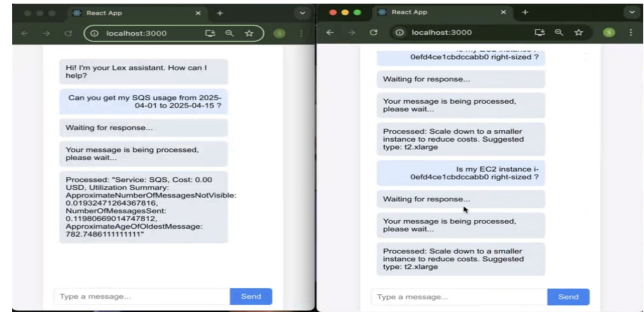 React App
localhost:3000
Hi! I'm your Lex assistant. How can I
help?
Can you get my SQS usage from 2025-
04-01 to 2025-04-15 ?
Waiting for response...
Your message is being processed,
please wait...
Processed: "Service: SQS, Cost: 0.00
USD, Utilization Summary:
ApproximateNumberOfMessagesNotVisible:
0.01932471264367816,
NumberOfMessagesSent:
0.11980669014747812,
ApproximateAgeOfOldestMessage:
782.7486111111111"
Type a message...
Send
React App
localhost:3000
0efd4ce1cbdccabb0 right-sized ?
Waiting for response...
Your message is being processed,
please wait...
Processed: Scale down to a smaller
instance to reduce costs. Suggested
type: t2.xlarge
Is my EC2 instance i-
0efd4ce1cbdccabb0 right-sized ?
Waiting for response...
Your message is being processed,
please wait...
Processed: Scale down to a smaller
instance to reduce costs. Suggested
type: t2.xlarge
Type a message...
Send